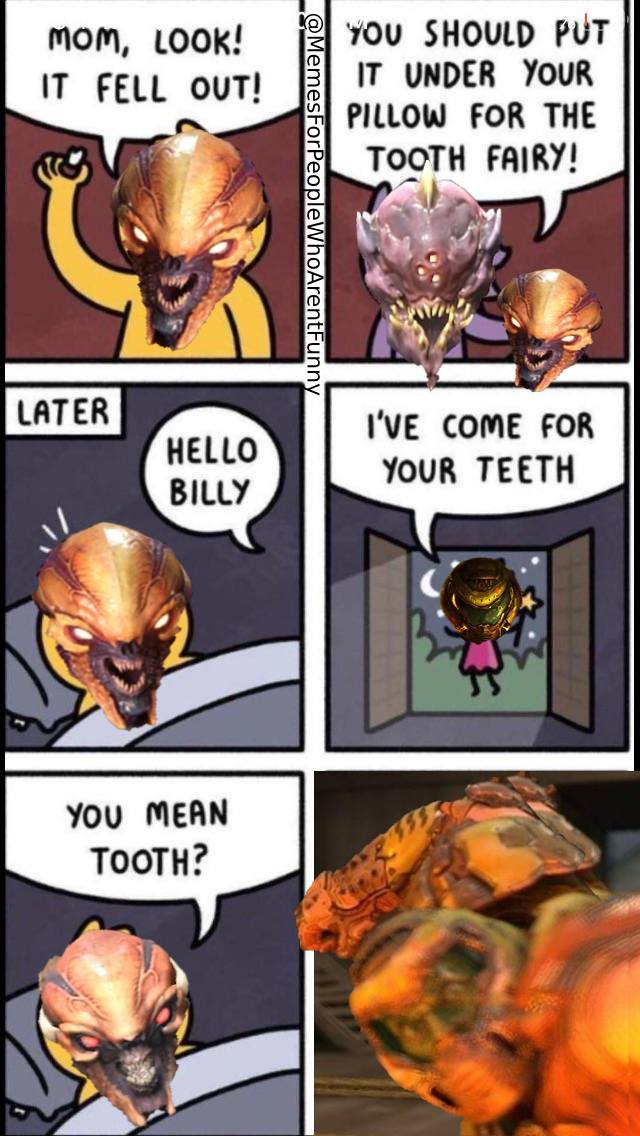 MOM, LOOK!
IT FELL OUT!
@MemesForPeopleWhoArentFunny
YOU SHOULD PUT
IT UNDER YOUR
PILLOW FOR THE
TOOTH FAIRY!
LATER
HELLO
BILLY
I'VE COME FOR
YOUR TEETH
YOU MEAN
TOOTH?